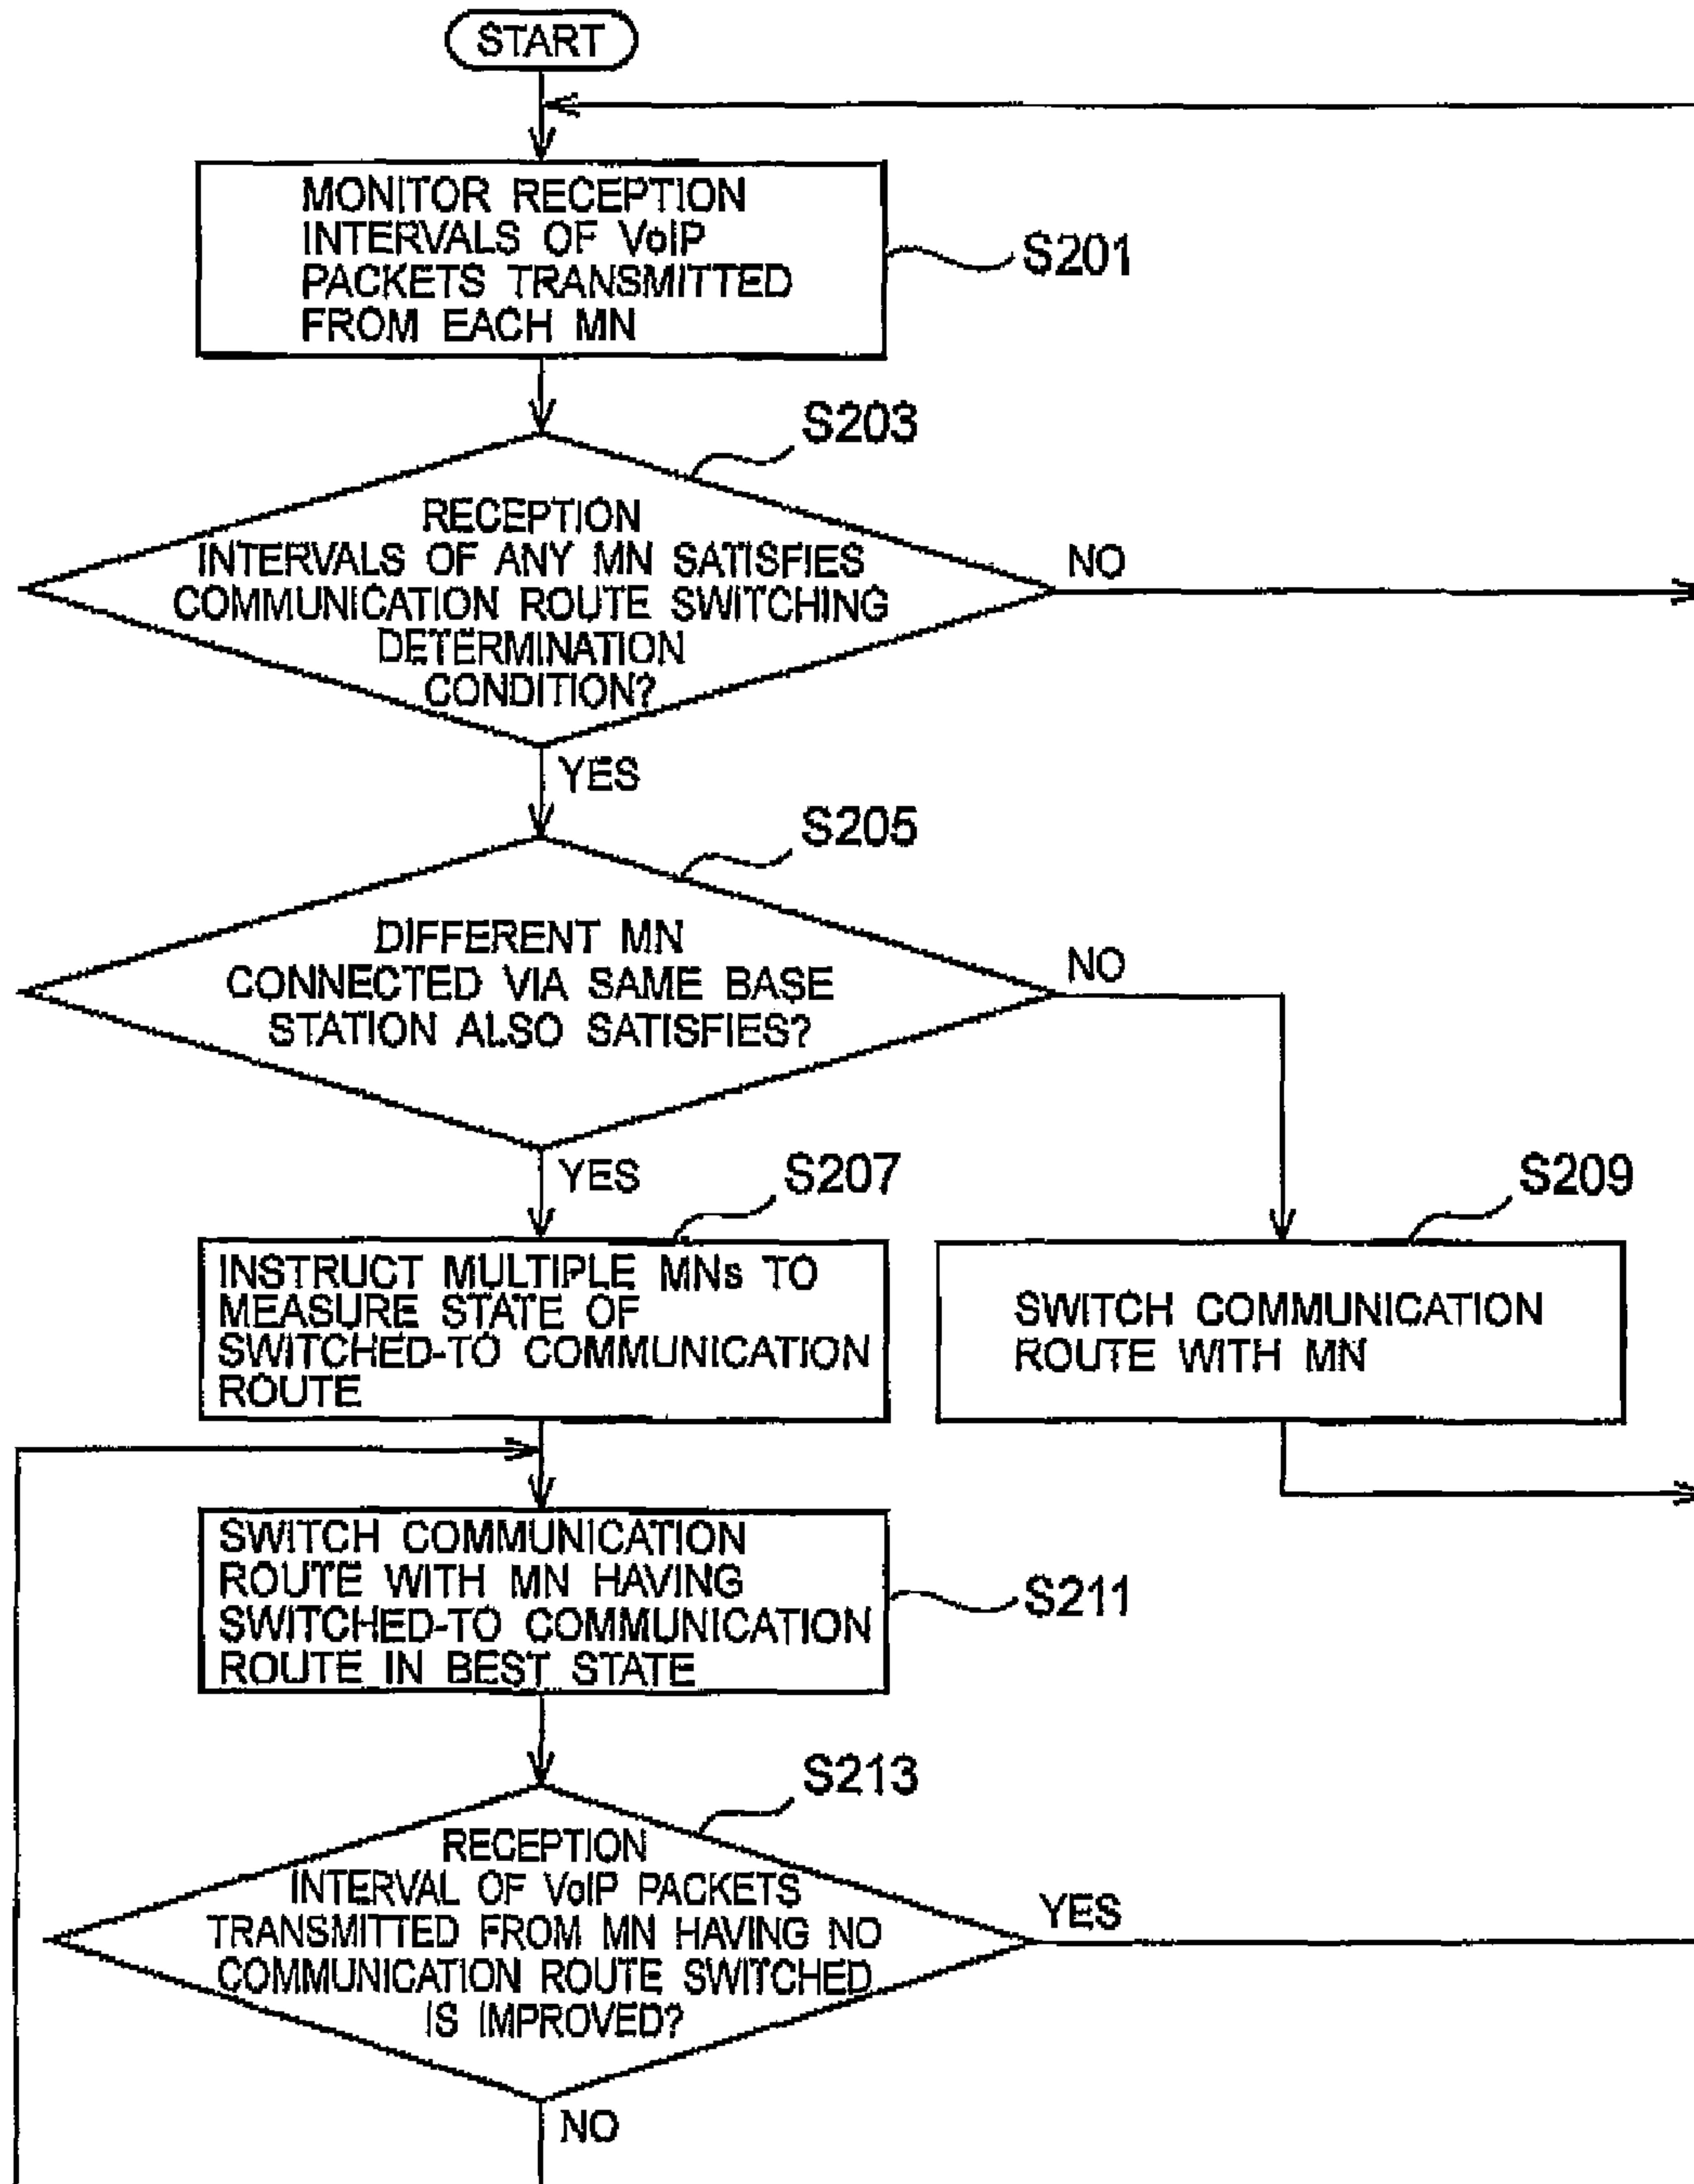 START
MONITOR RECEPTION
INTERVALS OF VoIP
PACKETS TRANSMITTED
FROM EACH MN
S201
S203
RECEPTION
INTERVALS OF ANY MN SATISFIES
COMMUNICATION ROUTE SWITCHING
DETERMINATION
CONDITION?
NO
YES
S205
DIFFERENT MN
CONNECTED VIA SAME BASE
STATION ALSO SATISFIES?
NO
YES
S207
INSTRUCT MULTIPLE MNs TO
MEASURE STATE OF
SWITCHED-TO COMMUNICATION
ROUTE
S209
SWITCH COMMUNICATION
ROUTE WITH MN
SWITCH COMMUNICATION
ROUTE WITH MN HAVING
SWITCHED-TO COMMUNICATION
ROUTE IN BEST STATE
S211
S213
RECEPTION
INTERVAL OF VoIP PACKETS
TRANSMITTED FROM MN HAVING NO
COMMUNICATION ROUTE SWITCHED
IS IMPROVED?
YES
NO